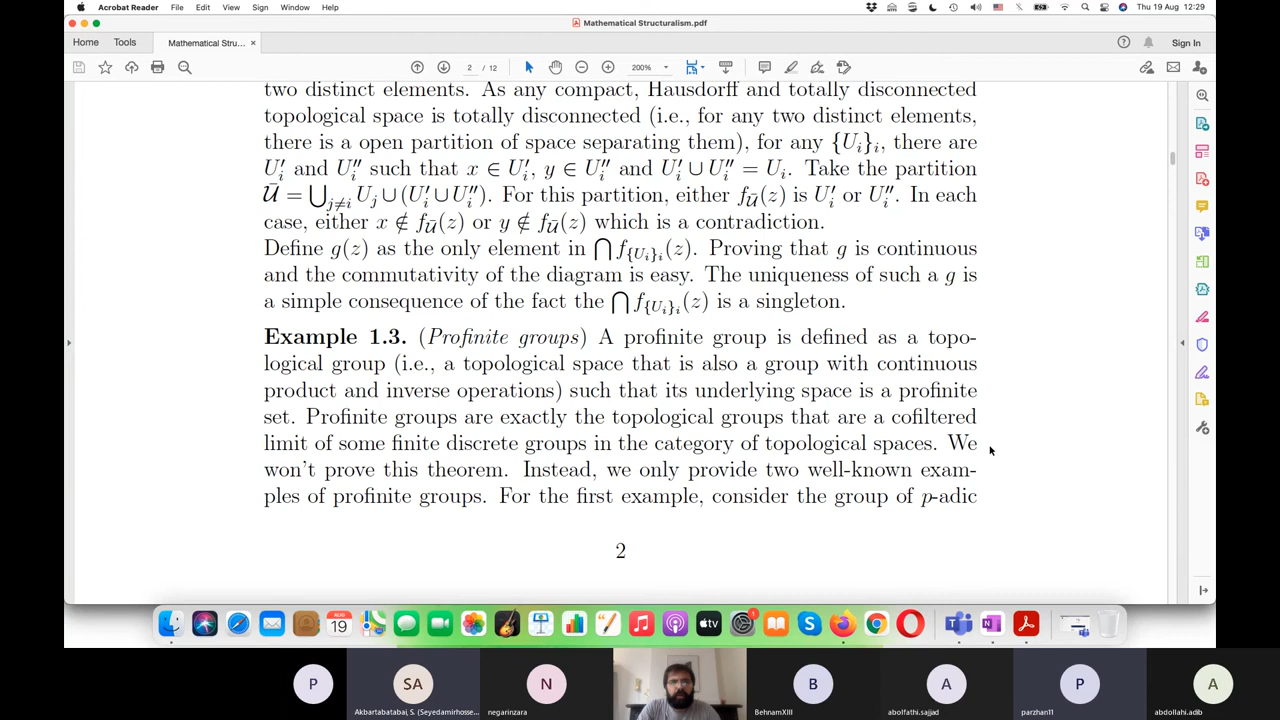 Acrobat Reader File Edit View Sign Window Help Thu 19 Aug 12:29
Mathematical Structuralism.pdf
Home Tools Mathematical Stru... × Sign In
2 / 12 200%
two distinct elements. As any compact, Hausdorff and totally disconnected
topological space is totally disconnected (i.e., for any two distinct elements,
there is a open partition of space separating them), for any {U_i}_i, there are
U'_i and U''_i such that x ∈ U'_i, y ∈ U''_i and U'_i ∪ U''_i = U_i. Take the partition
𝒰̄ = ⋃_{j≠i} U_j ∪ (U'_i ∪ U''_i). For this partition, either f_𝒰̄(z) is U'_i or U''_i. In each
case, either x ∉ f_𝒰̄(z) or y ∉ f_𝒰̄(z) which is a contradiction.
Define g(z) as the only element in ⋂ f_{{U_i}_i}(z). Proving that g is continuous
and the commutativity of the diagram is easy. The uniqueness of such a g is
a simple consequence of the fact the ⋂ f_{{U_i}_i}(z) is a singleton.
Example 1.3. (Profinite groups) A profinite group is defined as a topo-
logical group (i.e., a topological space that is also a group with continuous
product and inverse operations) such that its underlying space is a profinite
set. Profinite groups are exactly the topological groups that are a cofiltered
limit of some finite discrete groups in the category of topological spaces. We
won't prove this theorem. Instead, we only provide two well-known exam-
ples of profinite groups. For the first example, consider the group of p-adic
2
AUG
19
tv
1
P SA N B A P A
Akbartabatabai, S. (Seyedamirhosse... negarinzara BehnamXIII abolfathi.sajjad parzhan11 abdollahi.adib